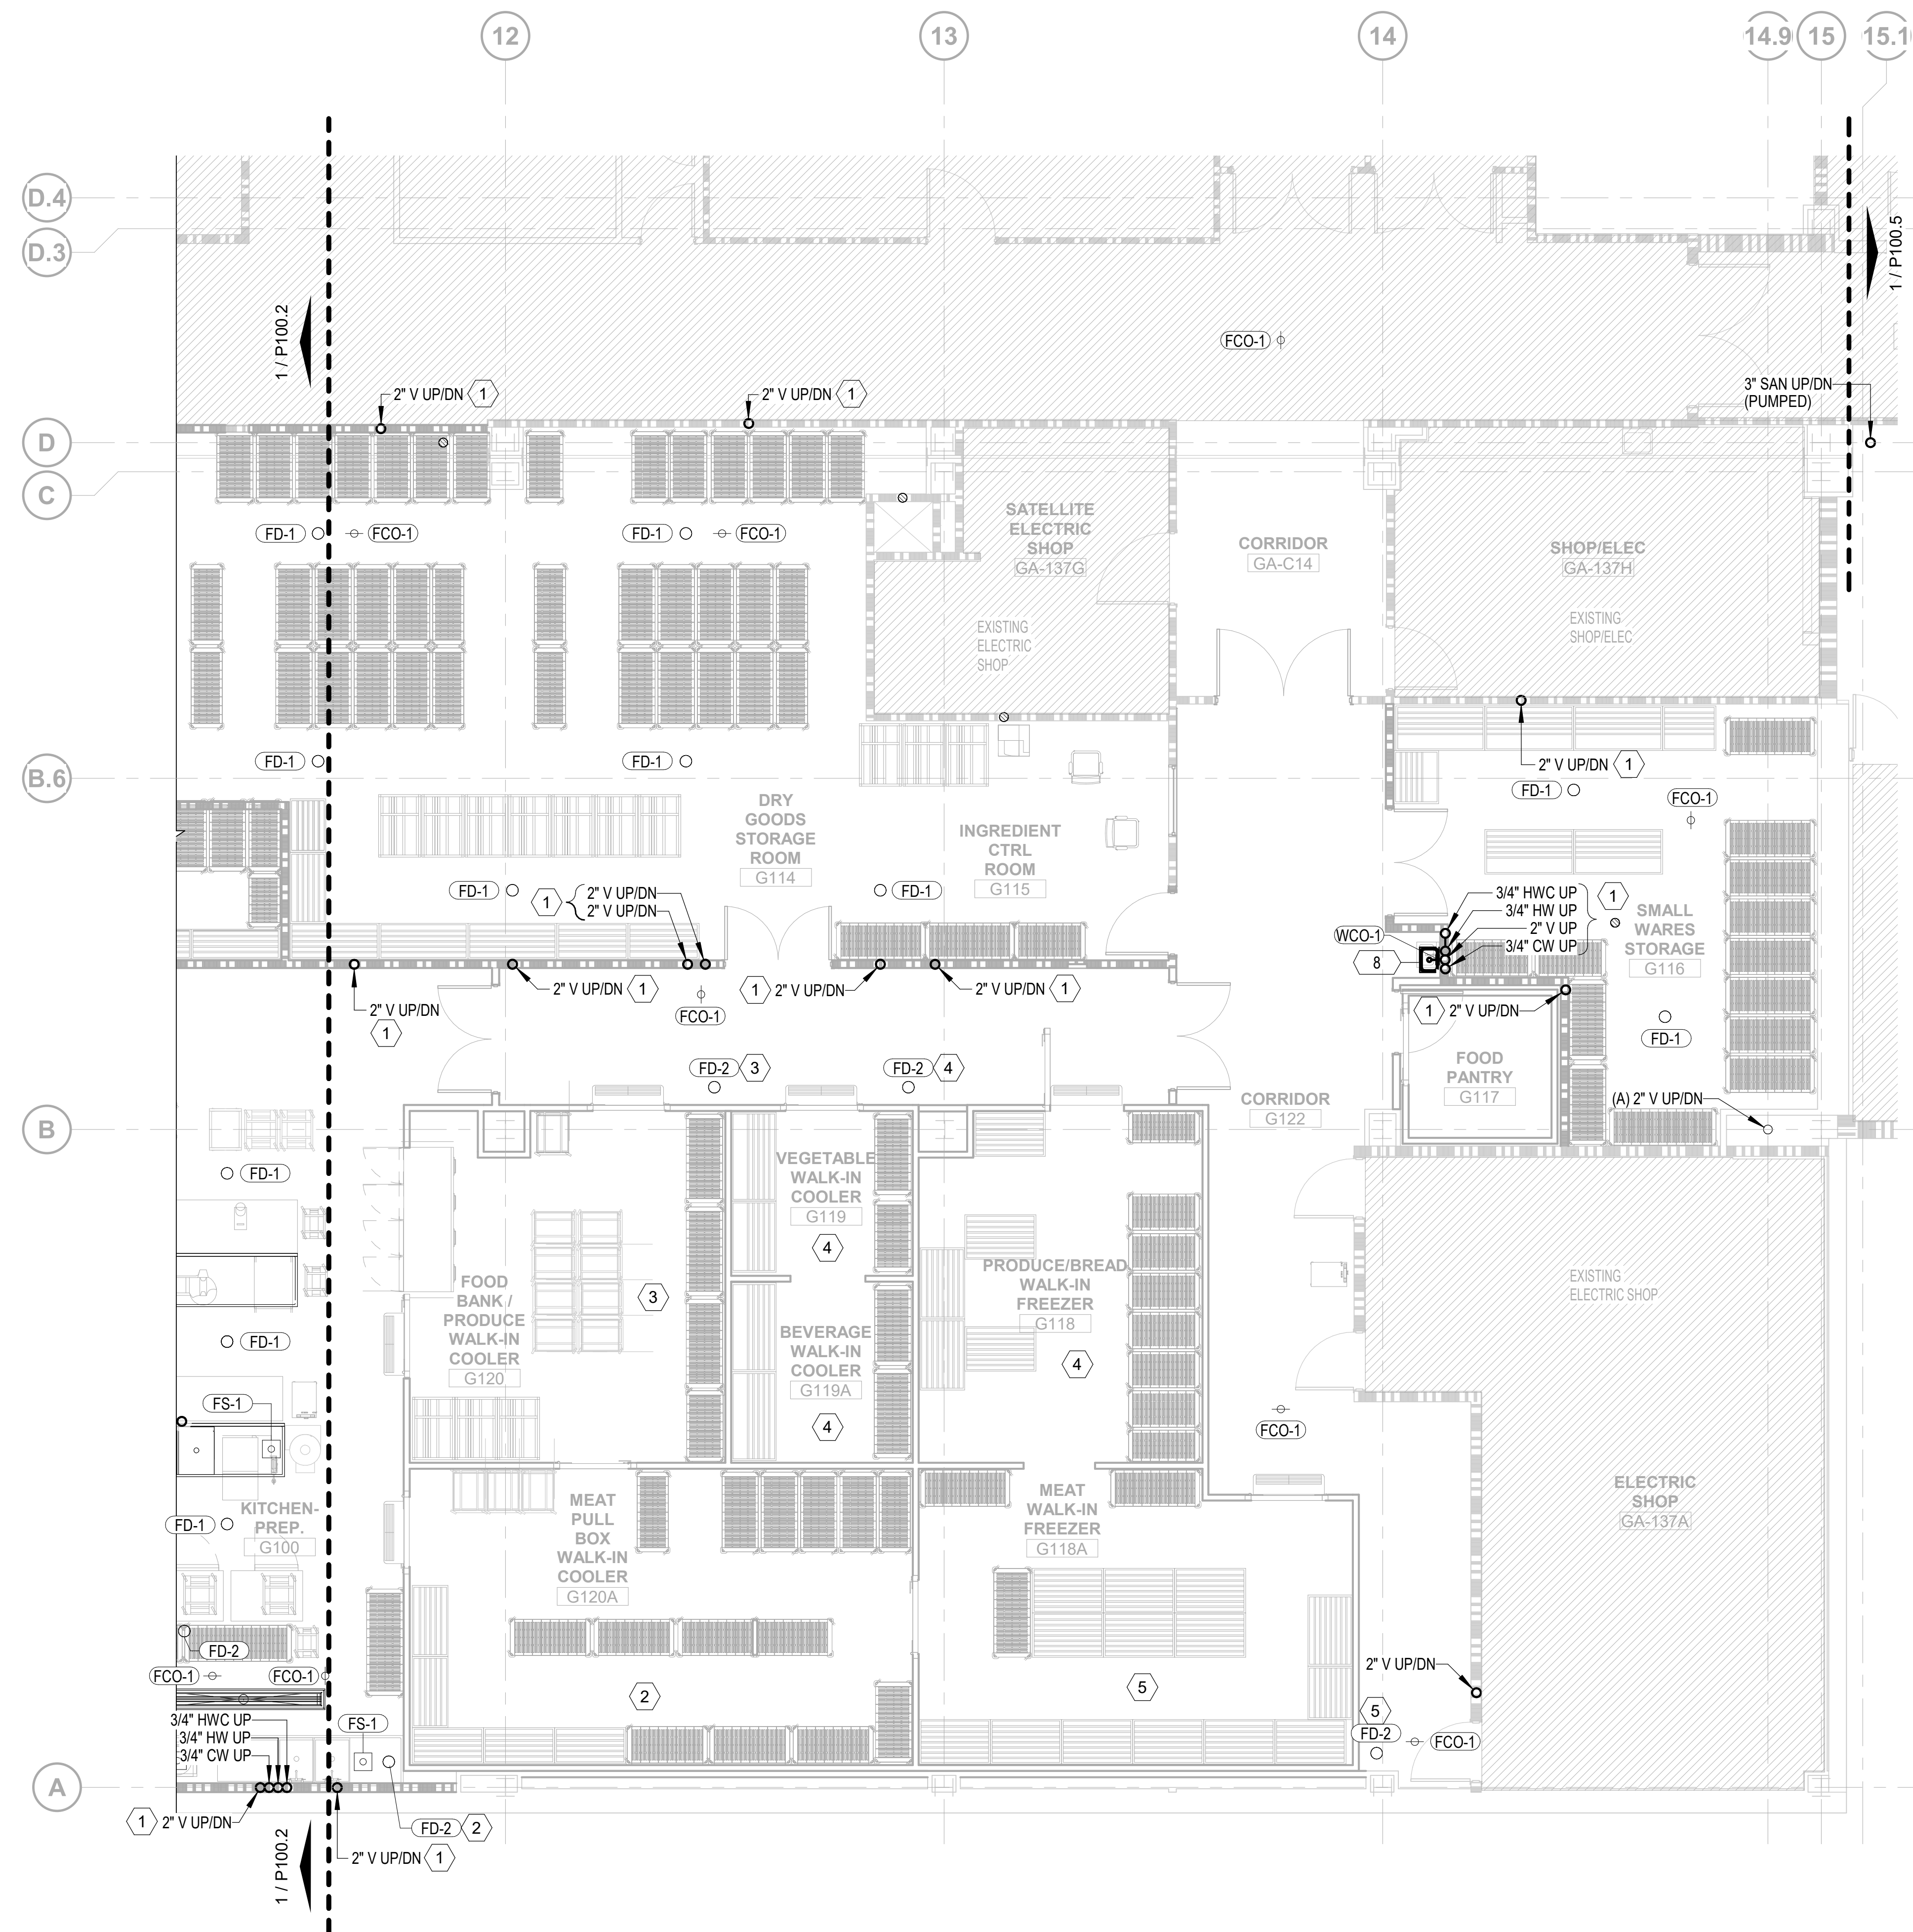 12
13
14
14.9
15
15.1
D.4
D.3
1 / P100.2
1 / P100.5
FCO-1
2" V UP/DN
1
2" V UP/DN
1
3" SAN UP/DN
(PUMPED)
D
C
SATELLITE
ELECTRIC
SHOP
GA-137G
CORRIDOR
GA-C14
SHOP/ELEC
GA-137H
FD-1
FCO-1
FD-1
FCO-1
EXISTING
ELECTRIC
SHOP
EXISTING
SHOP/ELEC
FD-1
FD-1
2" V UP/DN
1
B.6
FD-1
FCO-1
DRY
GOODS
STORAGE
ROOM
G114
INGREDIENT
CTRL
ROOM
G115
FD-1
1
2" V UP/DN
2" V UP/DN
FD-1
3/4" HWC UP
3/4" HW UP
2" V UP
3/4" CW UP
1
WCO-1
8
SMALL
WARES
STORAGE
G116
2" V UP/DN
1
2" V UP/DN
1
FCO-1
1
2" V UP/DN
2" V UP/DN
1
1
2" V UP/DN
FD-1
FD-2
3
FD-2
4
FOOD
PANTRY
G117
CORRIDOR
G122
(A) 2" V UP/DN
B
FD-1
VEGETABLE
WALK-IN
COOLER
G119
4
PRODUCE/BREAD
WALK-IN
FREEZER
G118
4
EXISTING
ELECTRIC SHOP
FOOD
BANK /
PRODUCE
WALK-IN
COOLER
G120
3
FD-1
BEVERAGE
WALK-IN
COOLER
G119A
4
FS-1
FCO-1
KITCHEN-
PREP.
G100
FD-1
MEAT
PULL
BOX
WALK-IN
COOLER
G120A
MEAT
WALK-IN
FREEZER
G118A
ELECTRIC
SHOP
GA-137A
FD-2
FCO-1
FCO-1
2
5
2" V UP/DN
5
FD-2
FCO-1
3/4" HWC UP
3/4" HW UP
3/4" CW UP
FS-1
A
1
2" V UP/DN
FD-2
2
2" V UP/DN
1
1 / P100.2